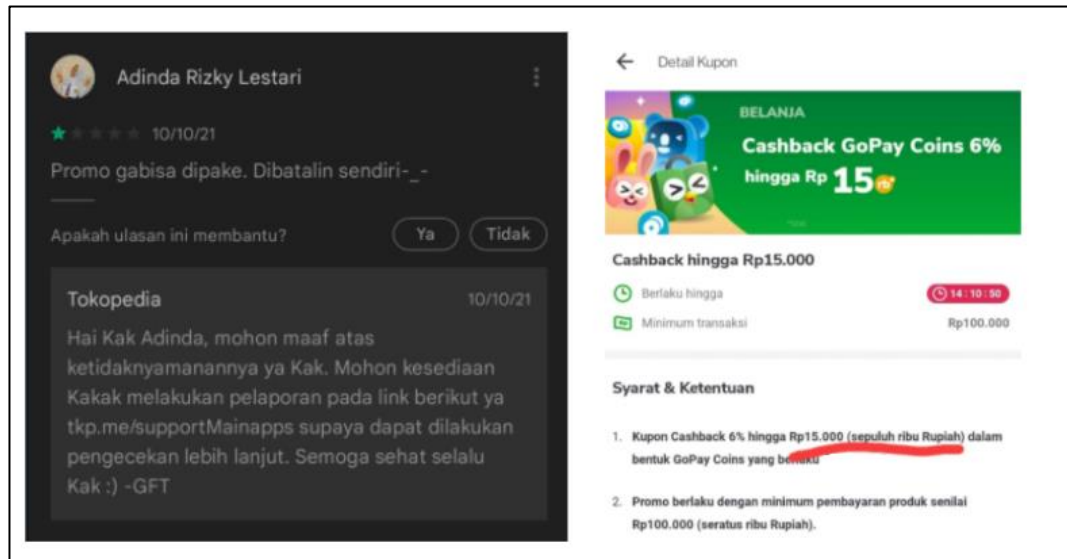 Adinda Rizky Lestari
10/10/21
Promo gabisa dipake. Dibatalin sendiri-_-
Apakah ulasan ini membantu?
Ya
Tidak
Tokopedia
10/10/21
Hai Kak Adinda, mohon maaf atas
ketidaknyamanannya ya Kak. Mohon kesediaan
Kakak melakukan pelaporan pada link berikut ya
tkp.me/supportMainapps supaya dapat dilakukan
pengecekan lebih lanjut. Semoga sehat selalu
Kak :) -GFT
Detail Kupon
BELANJA
Cashback GoPay Coins 6%
hingga Rp 15rb
Cashback hingga Rp15.000
Berlaku hingga
14 : 10 : 50
Minimum transaksi
Rp100.000
Syarat & Ketentuan
1. Kupon Cashback 6% hingga Rp15.000 (sepuluh ribu Rupiah) dalam
bentuk GoPay Coins yang berlaku
2. Promo berlaku dengan minimum pembayaran produk senilai
Rp100.000 (seratus ribu Rupiah).